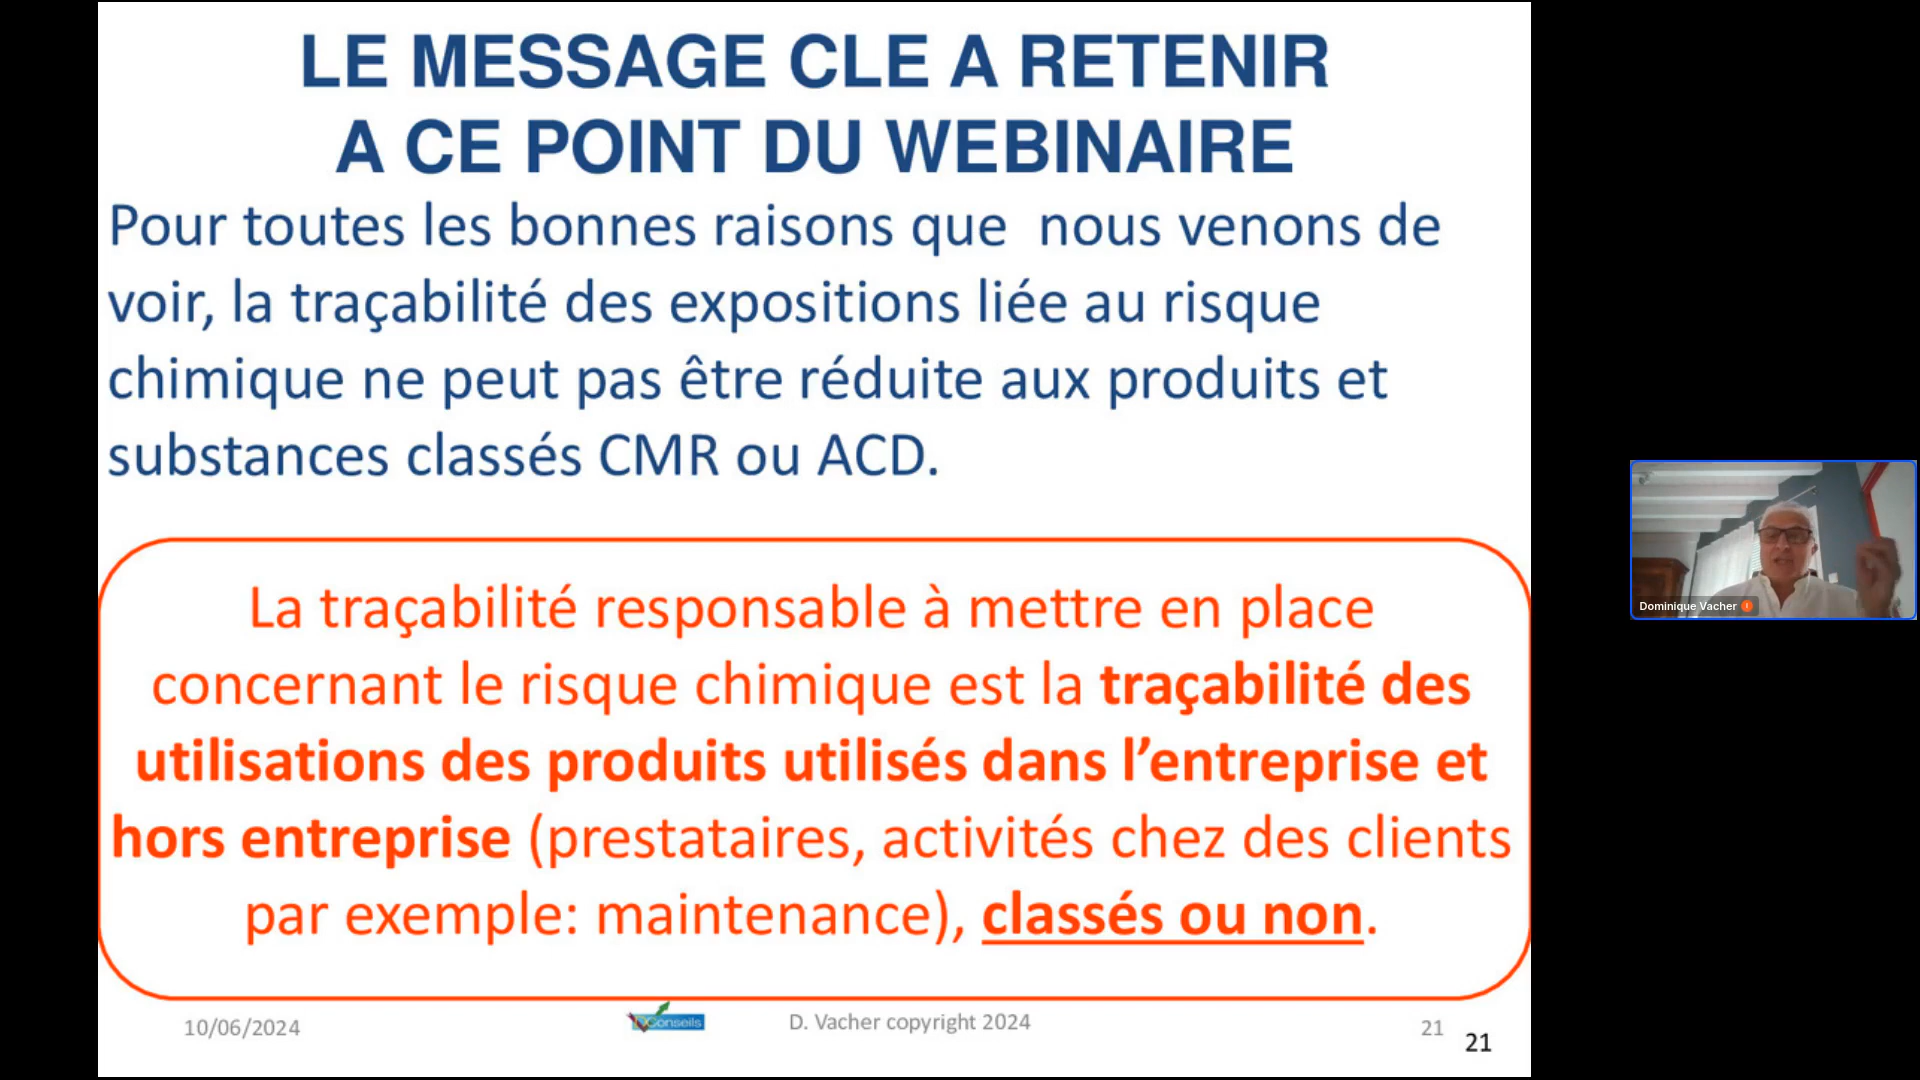 LE MESSAGE CLE A RETENIR
A CE POINT DU WEBINAIRE
Pour toutes les bonnes raisons que  nous venons de
voir, la traçabilité des expositions liée au risque
chimique ne peut pas être réduite aux produits et
substances classés CMR ou ACD.
La traçabilité responsable à mettre en place
concernant le risque chimique est la traçabilité des
utilisations des produits utilisés dans l’entreprise et
hors entreprise (prestataires, activités chez des clients
par exemple: maintenance), classés ou non.
Dominique Vacher
10/06/2024
Conseils
D. Vacher copyright 2024
21
21